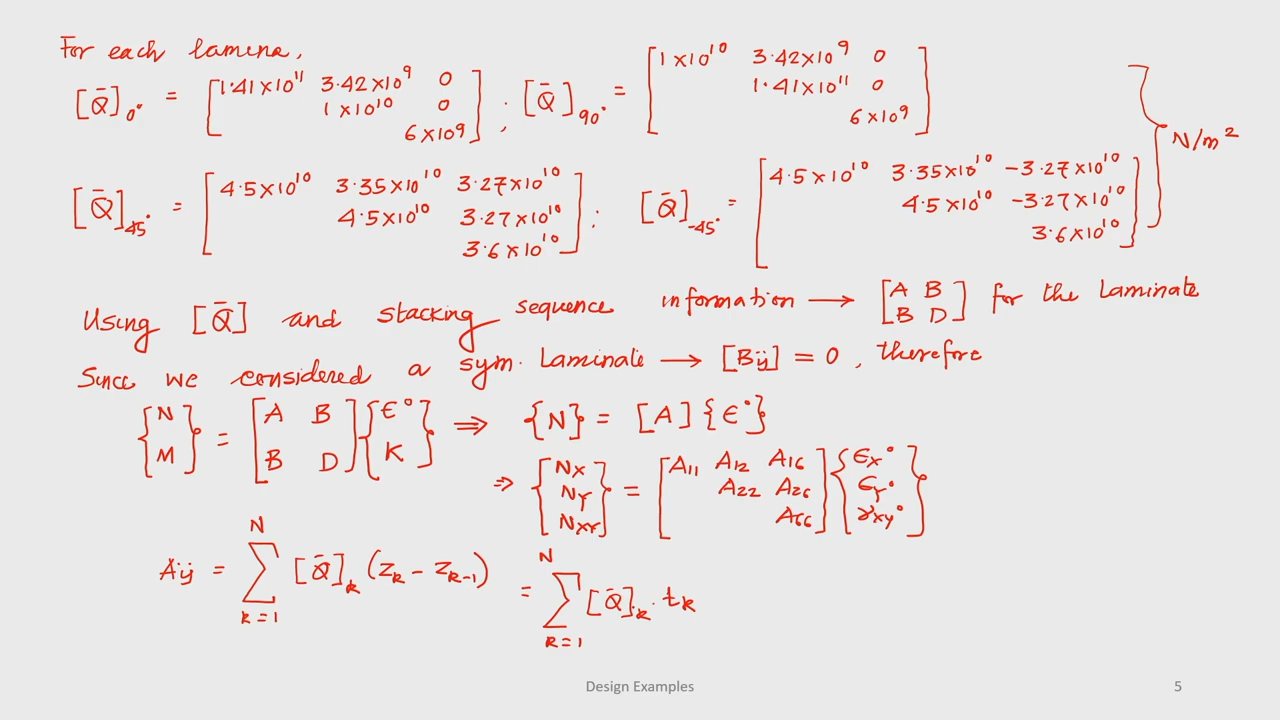 For each lamina,
[Q̄]0° = [1.41×10¹¹ 3.42×10⁹ 0 ; [Q̄]90° = [1×10¹⁰ 3.42×10⁹ 0
1×10¹⁰ 0 1.41×10¹¹ 0
6×10⁹] 6×10⁹]
N/m²
[Q̄]45° = [4.5×10¹⁰ 3.35×10¹⁰ 3.27×10¹⁰ ; [Q̄]-45° = [4.5×10¹⁰ 3.35×10¹⁰ -3.27×10¹⁰
4.5×10¹⁰ 3.27×10¹⁰ 4.5×10¹⁰ -3.27×10¹⁰
3.6×10¹⁰] 3.6×10¹⁰]
Using [Q̄] and stacking sequence information → [A B
B D] for the Laminate
Since we considered a sym. Laminate → [Bij] = 0, therefore
{N = [A B {ϵ° ⇒ {N} = [A]{ϵ°}
M} B D] K}
⇒ {Nx = [A11 A12 A16 {ϵx°
Ny A22 A26 ϵy°
Nxy} A66] γxy°}
Aij = Σ [Q̄]k (zk − zk-1) = Σ [Q̄]k . tk
N N
k=1 k=1
Design Examples 5